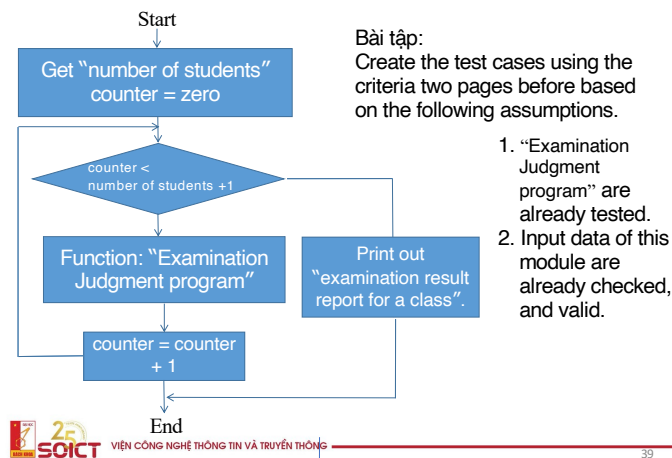 Start
Get “number of students”
counter = zero
counter <
number of students +1
Function: “Examination
Judgment program”
counter = counter
+ 1
Print out
“examination result
report for a class”.
End
Bài tập:
Create the test cases using the
criteria two pages before based
on the following assumptions.
1. “Examination
Judgment
program” are
already tested.
2. Input data of this
module are
already checked,
and valid.
25
SOICT
VIỆN CÔNG NGHỆ THÔNG TIN VÀ TRUYỀN THÔNG
39